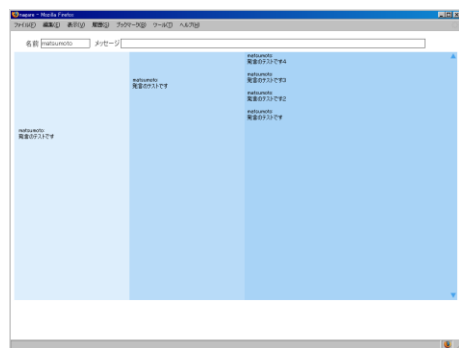 nagare - Mozilla Firefox
ファイル(F) 編集(E) 表示(V) 履歴(S) ブックマーク(B) ツール(T) ヘルプ(H)
名前 matsumoto メッセージ
matsumoto
発言のテストです
matsumoto
発言のテストです
matsumoto
発言のテストです4
matsumoto
発言のテストです3
matsumoto
発言のテストです2
matsumoto
発言のテストです